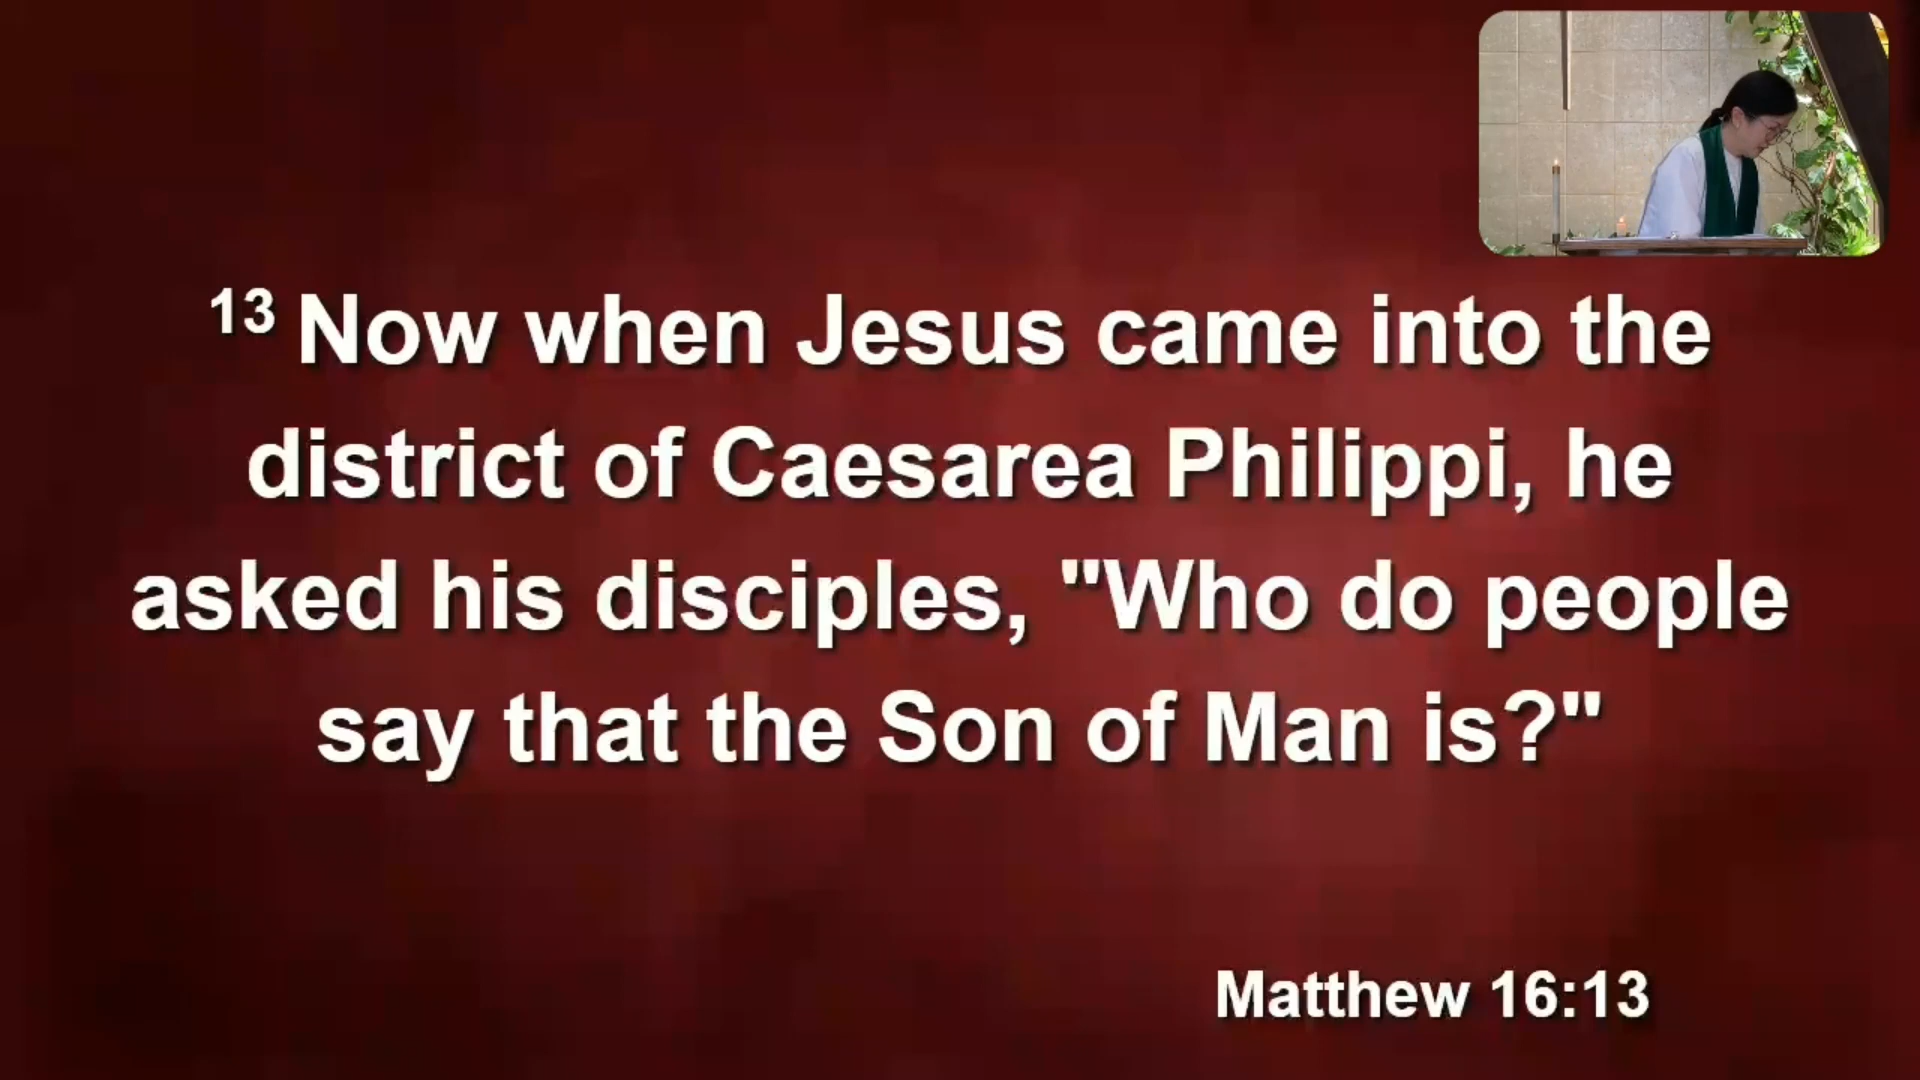 13 Now when Jesus came into the
district of Caesarea Philippi, he
asked his disciples, "Who do people
say that the Son of Man is?"
Matthew 16:13